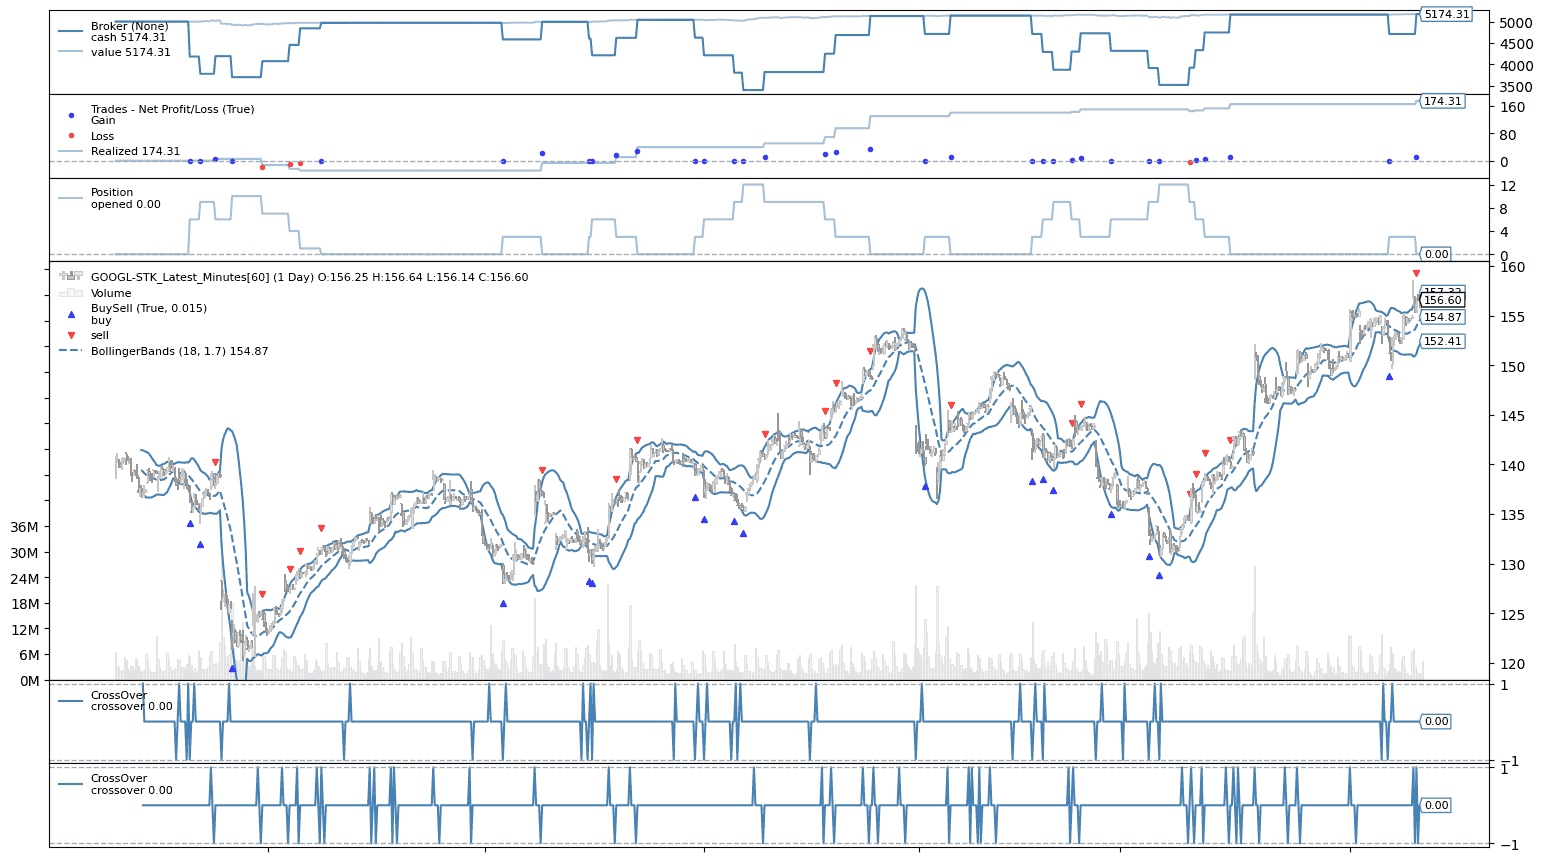 Broker (None)
cash 5174.31
value 5174.31
5174.31
5000
4500
4000
3500
Trades - Net Profit/Loss (True)
Gain
Loss
Realized 174.31
174.31
160
80
0
Position
opened 0.00
12
8
4
0.00
0
GOOGL-STK_Latest_Minutes[60] (1 Day) O:156.25 H:156.64 L:156.14 C:156.60
Volume
BuySell (True, 0.015)
buy
sell
BollingerBands (18, 1.7) 154.87
160
156.60
155
154.87
152.41
150
145
140
135
130
125
120
36M
30M
24M
18M
12M
6M
0M
CrossOver
crossover 0.00
1
0.00
−1
CrossOver
crossover 0.00
1
0.00
−1